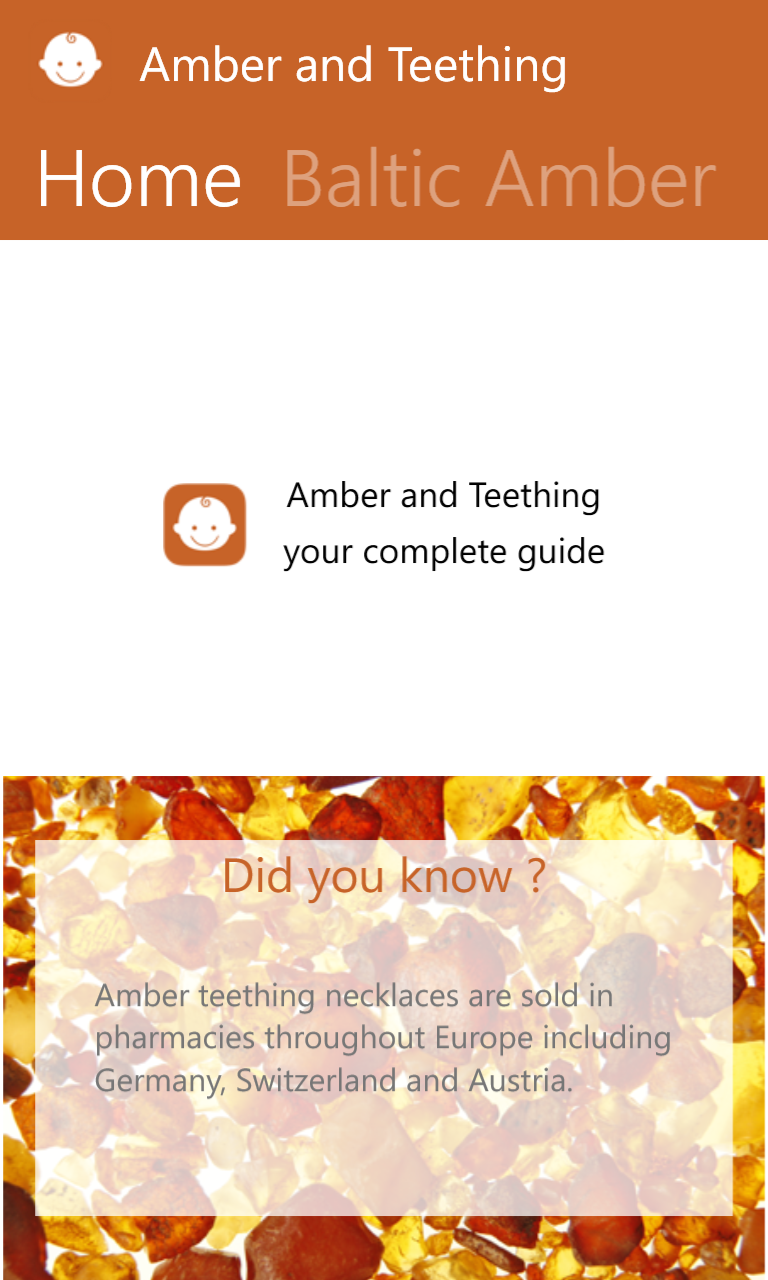 Amber and Teething
Home Baltic Amber
Amber and Teething
your complete guide
Did you know ?
Amber teething necklaces are sold in
pharmacies throughout Europe including
Germany, Switzerland and Austria.